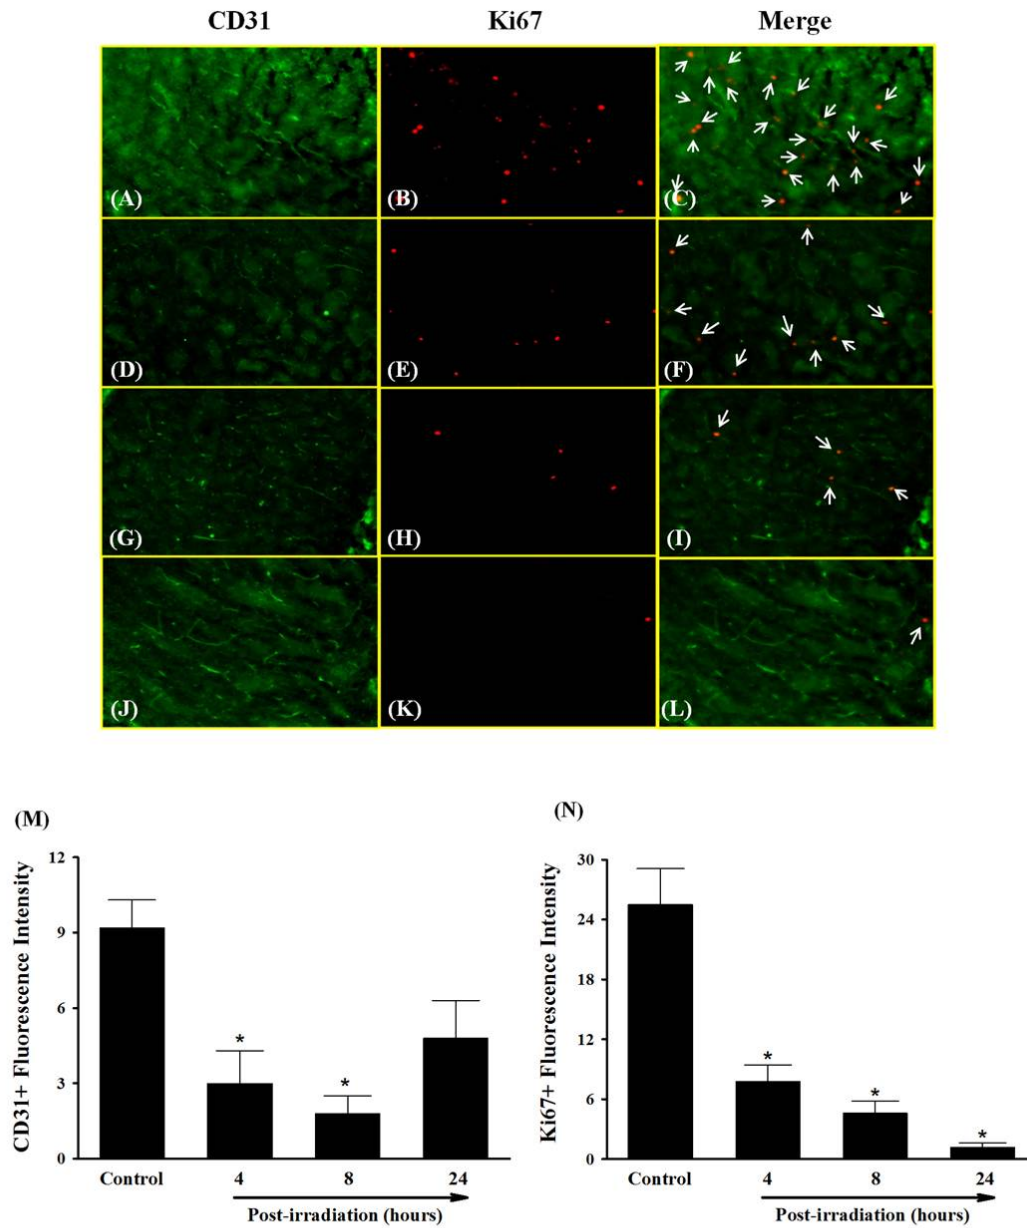 CD31 Ki67 Merge
(A) (B) (C)
(D) (E) (F)
(G) (H) (I)
(J) (K) (L)
(M)
CD31+ Fluorescence Intensity
12
9
6
3
0
*
*
Control 4 8 24
Post-irradiation (hours)
(N)
Ki67+ Fluorescence Intensity
30
24
18
12
6
0
*
*
*
Control 4 8 24
Post-irradiation (hours)